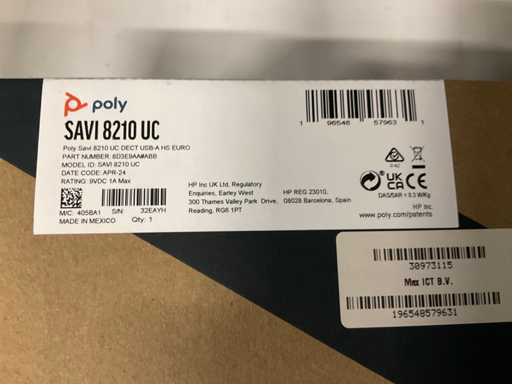 poly
SAVI 8210 UC
Poly Savi 8210 UC DECT USB-A HS EURO
PART NUMBER: 8D3E9AA#ABB
MODEL ID: SAVI 8210 UC
DATE CODE: APR-24
RATING: 9VDC 1A Max
M/C: 405BA1 S/N: 32EAYH
MADE IN MEXICO Qty: 1
HP Inc UK Ltd, Regulatory
Enquiries, Earley West
300 Thames Valley Park Drive,
Reading, RG6 1PT
HP REG 23010,
08028 Barcelona, Spain
1 96548 57963 1
UK CA CE
DAS/SAR < 0.3 W/Kg
HP Inc.
www.poly.com/patents
30973115
Max ICT B.V.
196548579631